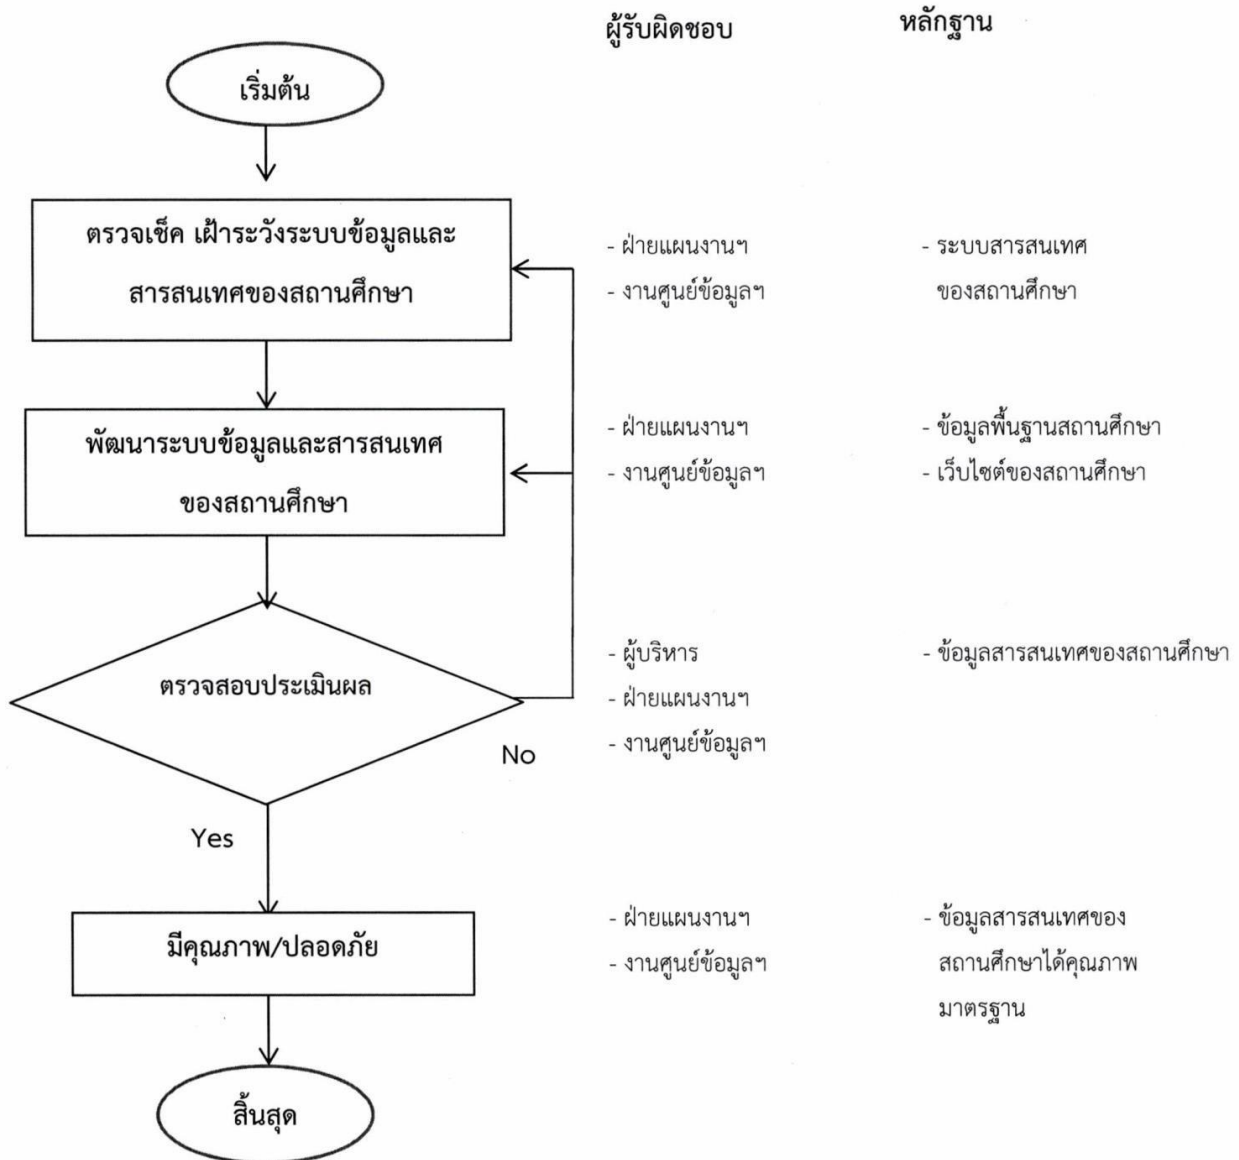 ผู้รับผิดชอบ
หลักฐาน
เริ่มต้น
ตรวจเช็ค เฝ้าระวังระบบข้อมูลและ
สารสนเทศของสถานศึกษา
- ฝ่ายแผนงานฯ
- งานศูนย์ข้อมูลฯ
- ระบบสารสนเทศ
ของสถานศึกษา
พัฒนาระบบข้อมูลและสารสนเทศ
ของสถานศึกษา
- ฝ่ายแผนงานฯ
- งานศูนย์ข้อมูลฯ
- ข้อมูลพื้นฐานสถานศึกษา
- เว็บไซต์ของสถานศึกษา
ตรวจสอบประเมินผล
No
- ผู้บริหาร
- ฝ่ายแผนงานฯ
- งานศูนย์ข้อมูลฯ
- ข้อมูลสารสนเทศของสถานศึกษา
Yes
มีคุณภาพ/ปลอดภัย
- ฝ่ายแผนงานฯ
- งานศูนย์ข้อมูลฯ
- ข้อมูลสารสนเทศของ
สถานศึกษาได้คุณภาพ
มาตรฐาน
สิ้นสุด